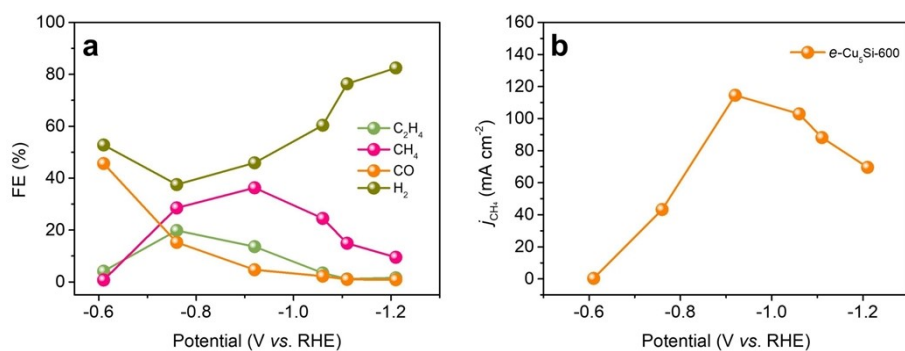 a
FE (%)
100
80
60
40
20
0
C₂H₄
CH₄
CO
H₂
-0.6
-0.8
-1.0
-1.2
Potential (V vs. RHE)
b
j_CH₄ (mA cm⁻²)
160
140
120
100
80
60
40
20
0
e-Cu₅Si-600
-0.6
-0.8
-1.0
-1.2
Potential (V vs. RHE)